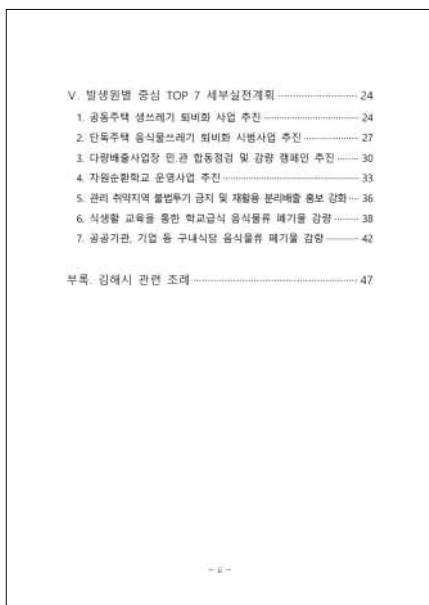 Ⅴ. 발생원별 중심 TOP 7 세부실전계획 ································ 24
1. 공동주택 생쓰레기 퇴비화 사업 추진 ································ 24
2. 단독주택 음식물쓰레기 퇴비화 시범사업 추진 ························ 27
3. 다량배출사업장 민.관 합동점검 및 감량 캠페인 추진 ··· 30
4. 자원순환학교 운영사업 추진 ················································ 33
5. 관리 취약지역 불법투기 금지 및 재활용 분리배출 홍보 강화 ··· 36
6. 식생활 교육을 통한 학교급식 음식물류 폐기물 감량 ········ 38
7. 공공기관, 기업 등 구내식당 음식물류 폐기물 감량 ·········· 42
부록. 김해시 관련 조례 ························································ 47
- ii -